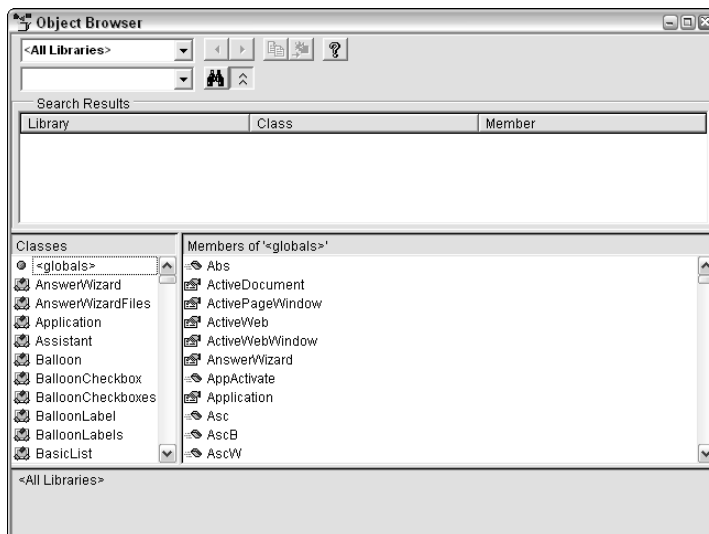 Object Browser
<All Libraries>
Search Results
Library Class Member
Classes
<globals>
AnswerWizard
AnswerWizardFiles
Application
Assistant
Balloon
BalloonCheckbox
BalloonCheckboxes
BalloonLabel
BalloonLabels
BasicList
Members of '<globals>'
Abs
ActiveDocument
ActivePageWindow
ActiveWeb
ActiveWebWindow
AnswerWizard
AppActivate
Application
Asc
AscB
AscW
<All Libraries>